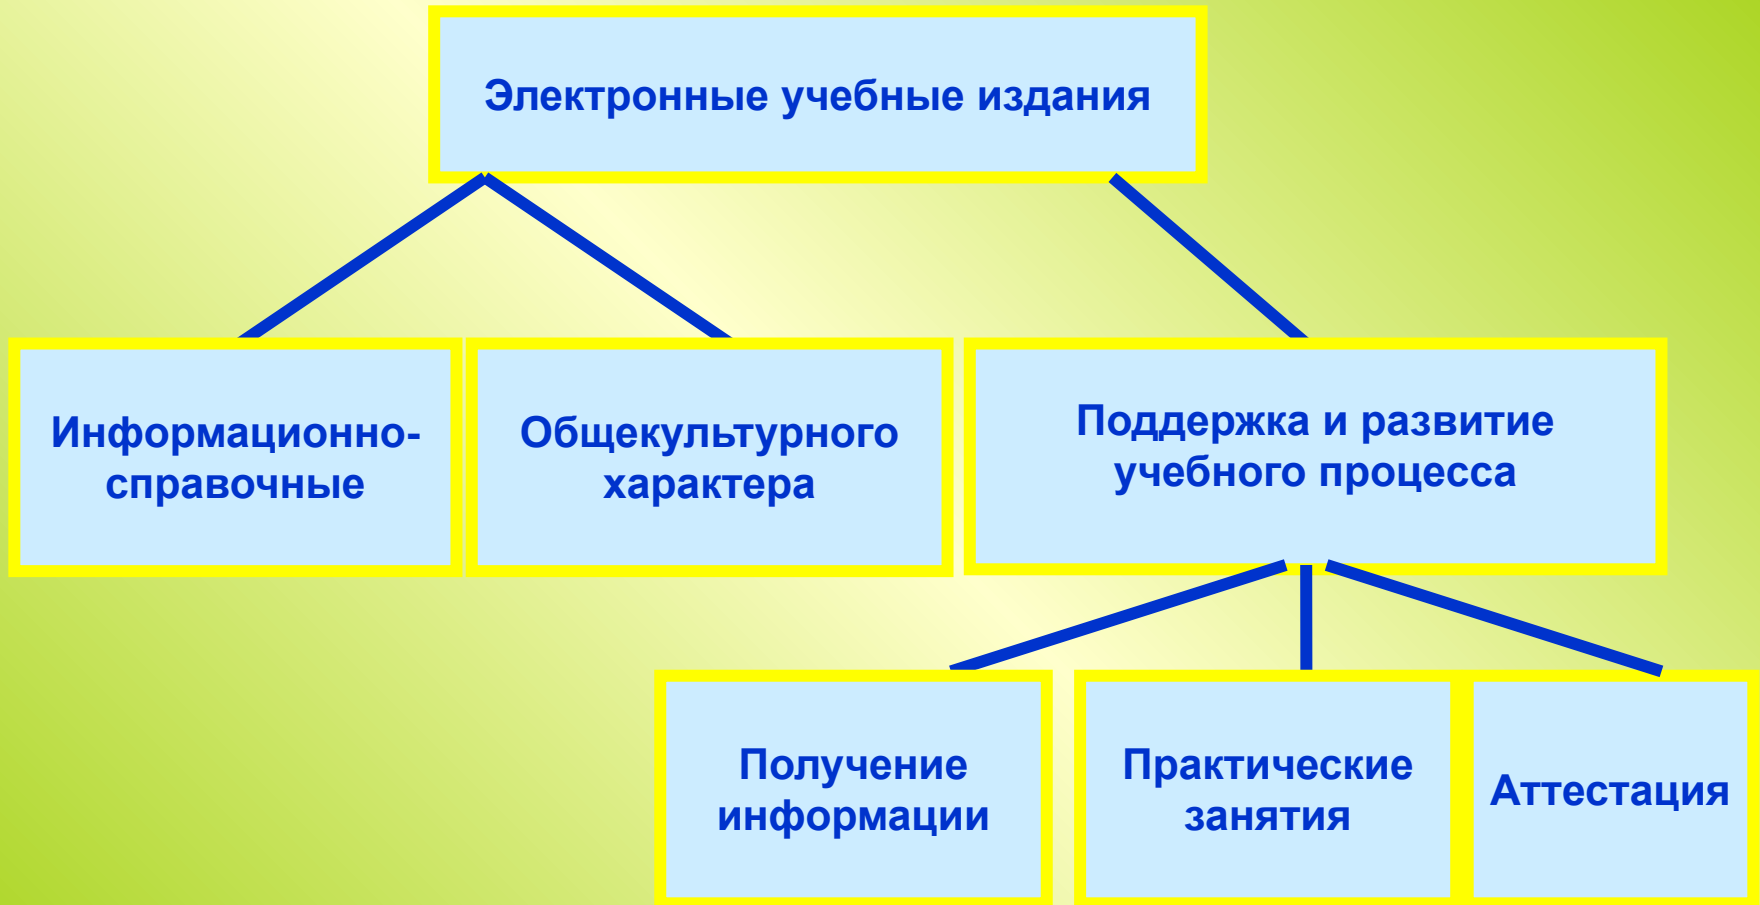 Электронные учебные издания
Информационно-
справочные
Общекультурного
характера
Поддержка и развитие
учебного процесса
Получение
информации
Практические
занятия
Аттестация